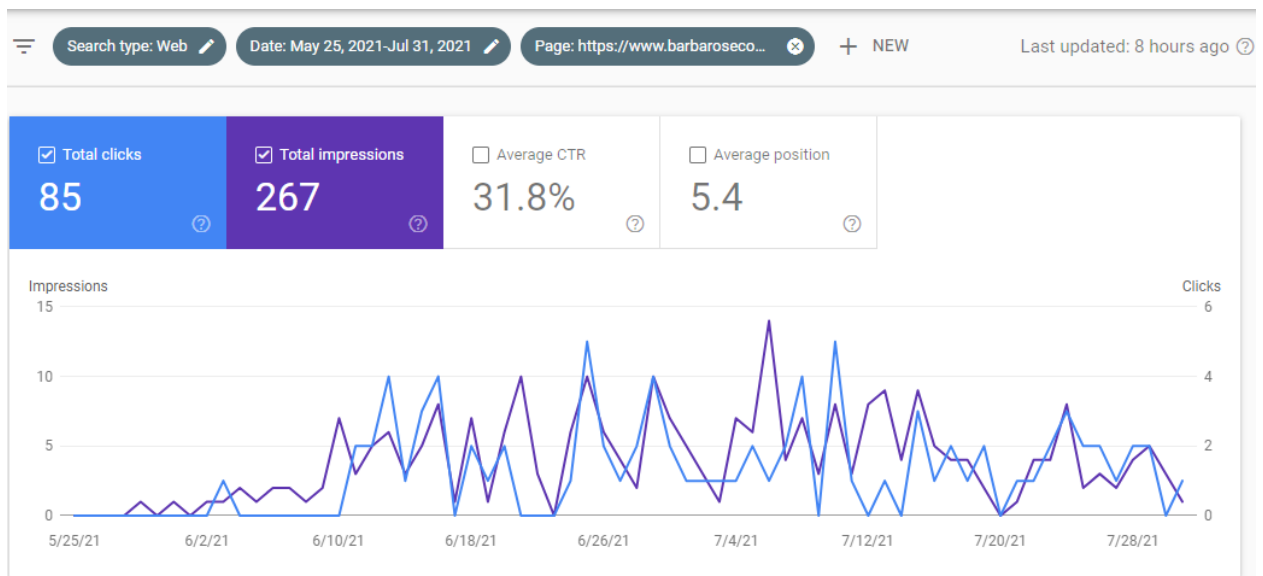 Search type: Web
Date: May 25, 2021-Jul 31, 2021
Page: https://www.barbaroseco...
+ NEW
Last updated: 8 hours ago
Total clicks
85
Total impressions
267
Average CTR
31.8%
Average position
5.4
Impressions
Clicks
15
6
10
4
5
2
0
0
5/25/21 6/2/21 6/10/21 6/18/21 6/26/21 7/4/21 7/12/21 7/20/21 7/28/21